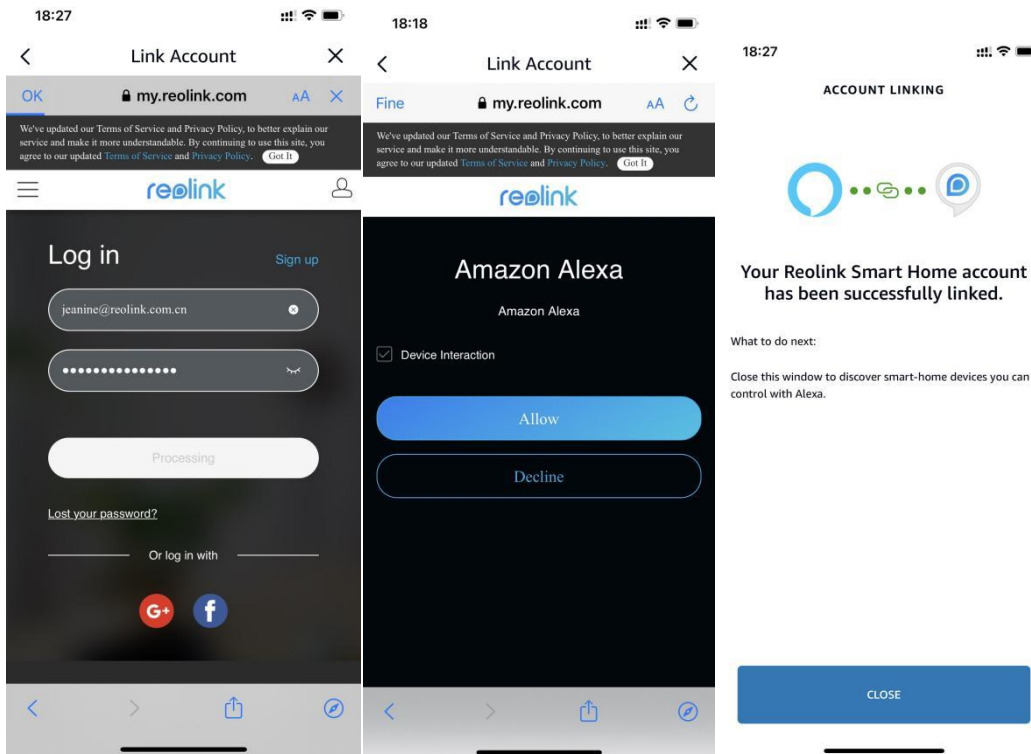 18:27
Link Account
OK
my.reolink.com
AA
We've updated our Terms of Service and Privacy Policy, to better explain our
service and make it more understandable. By continuing to use this site, you
agree to our updated Terms of Service and Privacy Policy. Got It
reolink
Log in
Sign up
jeanine@reolink.com.cn
Processing
Lost your password?
Or log in with
G+
f
18:18
Link Account
Fine
my.reolink.com
AA
We've updated our Terms of Service and Privacy Policy, to better explain our
service and make it more understandable. By continuing to use this site, you
agree to our updated Terms of Service and Privacy Policy. Got It
reolink
Amazon Alexa
Amazon Alexa
Device Interaction
Allow
Decline
18:27
ACCOUNT LINKING
Your Reolink Smart Home account
has been successfully linked.
What to do next:
Close this window to discover smart-home devices you can
control with Alexa.
CLOSE